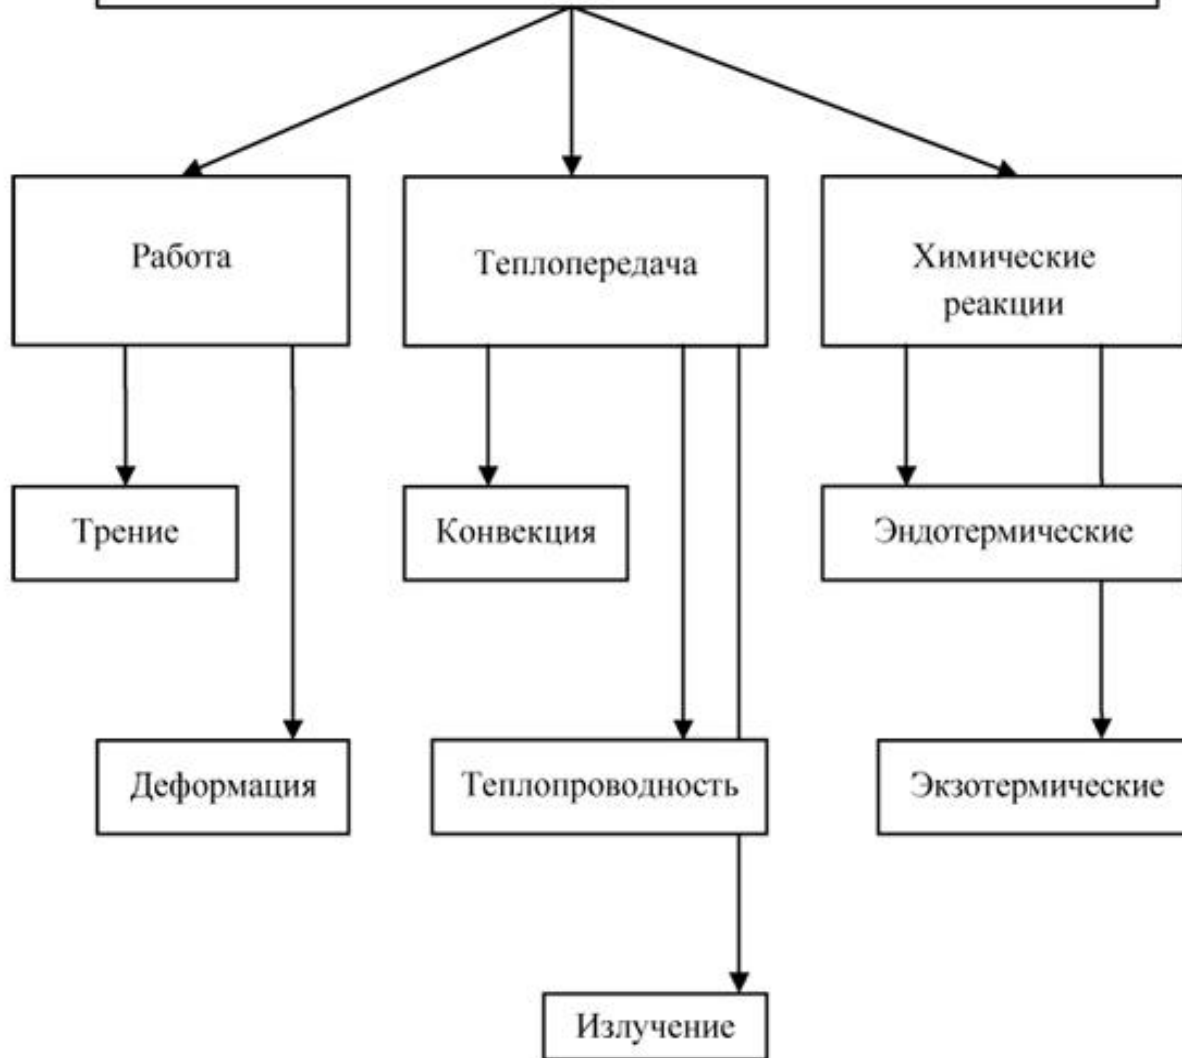 Работа
Теплопередача
Химические
реакции
Трение
Конвекция
Эндотермические
Деформация
Теплопроводность
Экзотермические
Излучение